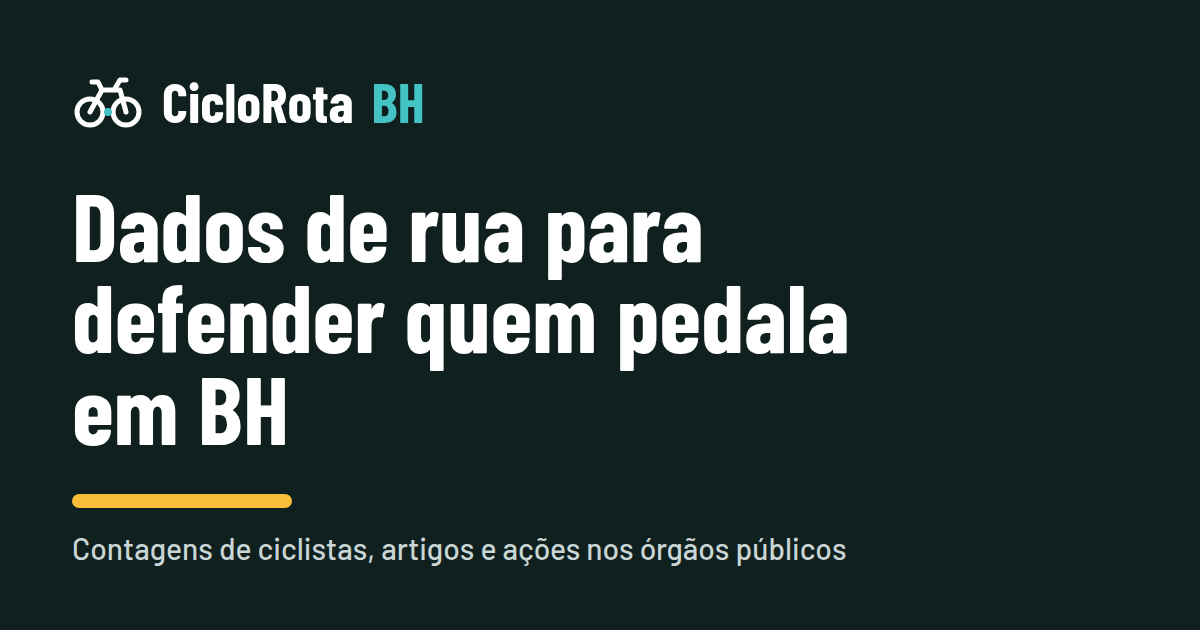 CicloRota BH
Dados de rua para
defender quem pedala
em BH
Contagens de ciclistas, artigos e ações nos órgãos públicos